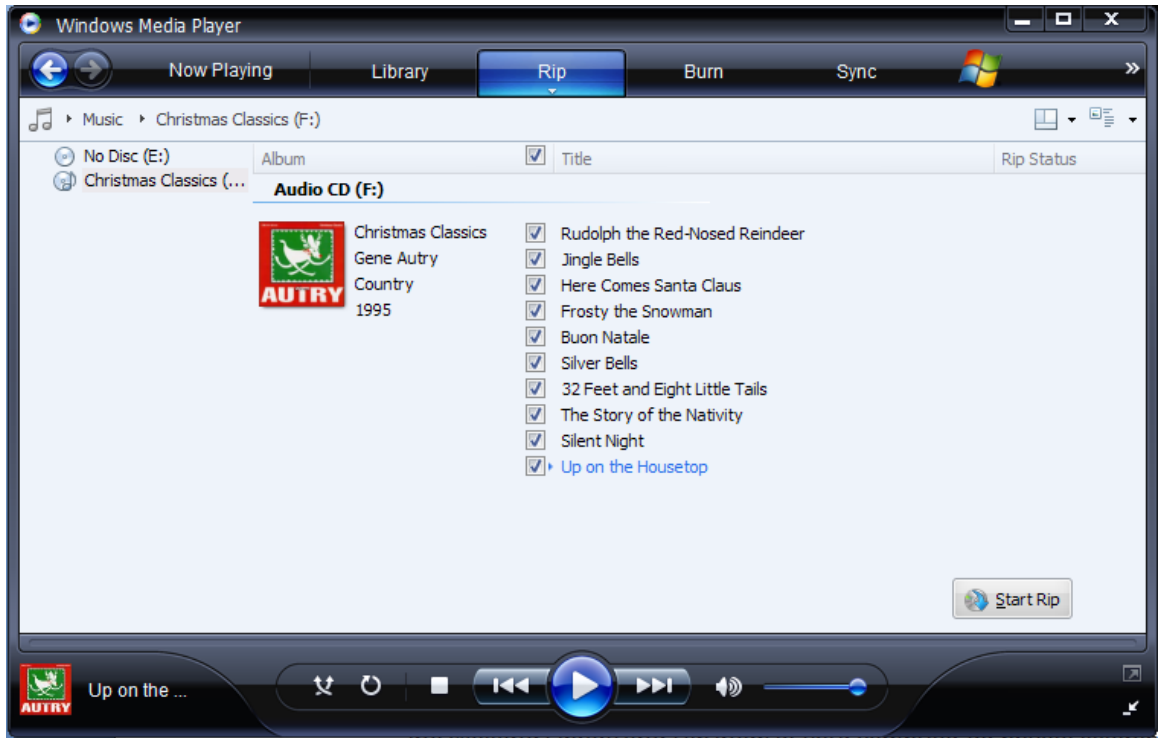 Windows Media Player
Now Playing Library Rip Burn Sync »
Music Christmas Classics (F:)
No Disc (E:)
Christmas Classics (...
Album Title Rip Status
Audio CD (F:)
AUTRY
Christmas Classics
Gene Autry
Country
1995
Rudolph the Red-Nosed Reindeer
Jingle Bells
Here Comes Santa Claus
Frosty the Snowman
Buon Natale
Silver Bells
32 Feet and Eight Little Tails
The Story of the Nativity
Silent Night
Up on the Housetop
Start Rip
AUTRY
Up on the ...